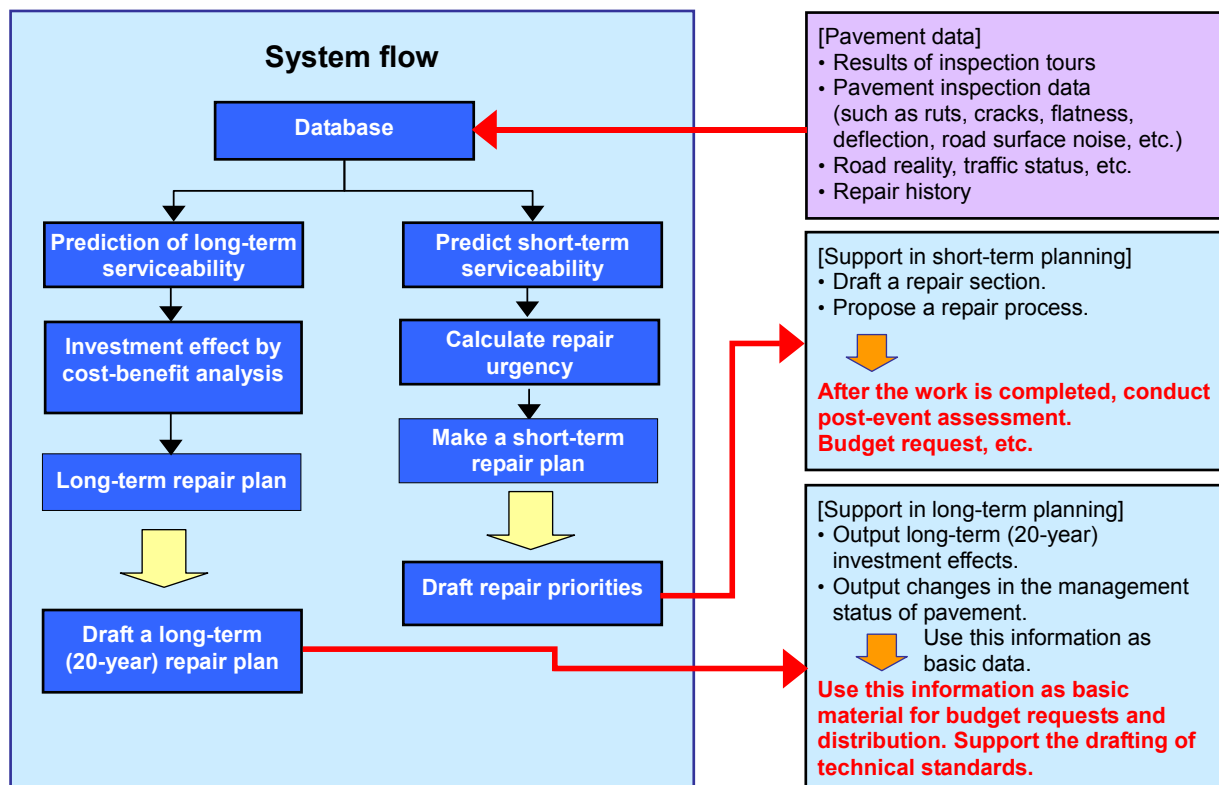 System flow
Database
Prediction of long-term
serviceability
Investment effect by
cost-benefit analysis
Long-term repair plan
Draft a long-term
(20-year) repair plan
Predict short-term
serviceability
Calculate repair
urgency
Make a short-term
repair plan
Draft repair priorities
[Pavement data]
・Results of inspection tours
・Pavement inspection data
(such as ruts, cracks, flatness,
deflection, road surface noise, etc.)
・Road reality, traffic status, etc.
・Repair history
[Support in short-term planning]
・Draft a repair section.
・Propose a repair process.
After the work is completed, conduct
post-event assessment.
Budget request, etc.
[Support in long-term planning]
・Output long-term (20-year)
investment effects.
・Output changes in the management
status of pavement.
Use this information as
basic data.
Use this information as basic
material for budget requests and
distribution. Support the drafting of
technical standards.